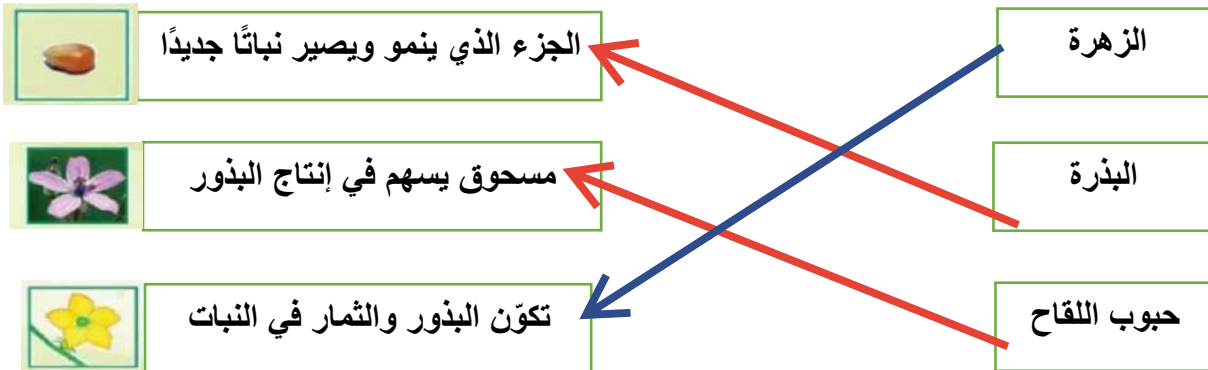 الزهرة
الجزء الذي ينمو ويصير نباتًا جديدًا
البذرة
مسحوق يسهم في إنتاج البذور
حبوب اللقاح
تكوّن البذور والثمار في النبات